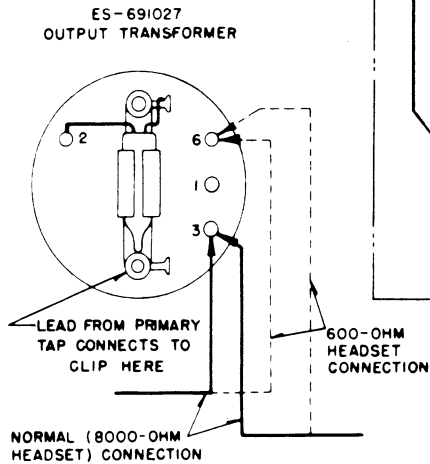 ES-691027
OUTPUT TRANSFORMER
2
6
1
3
LEAD FROM PRIMARY
TAP CONNECTS TO
CLIP HERE
600-OHM
HEADSET
CONNECTION
NORMAL (8000-OHM
HEADSET) CONNECTION